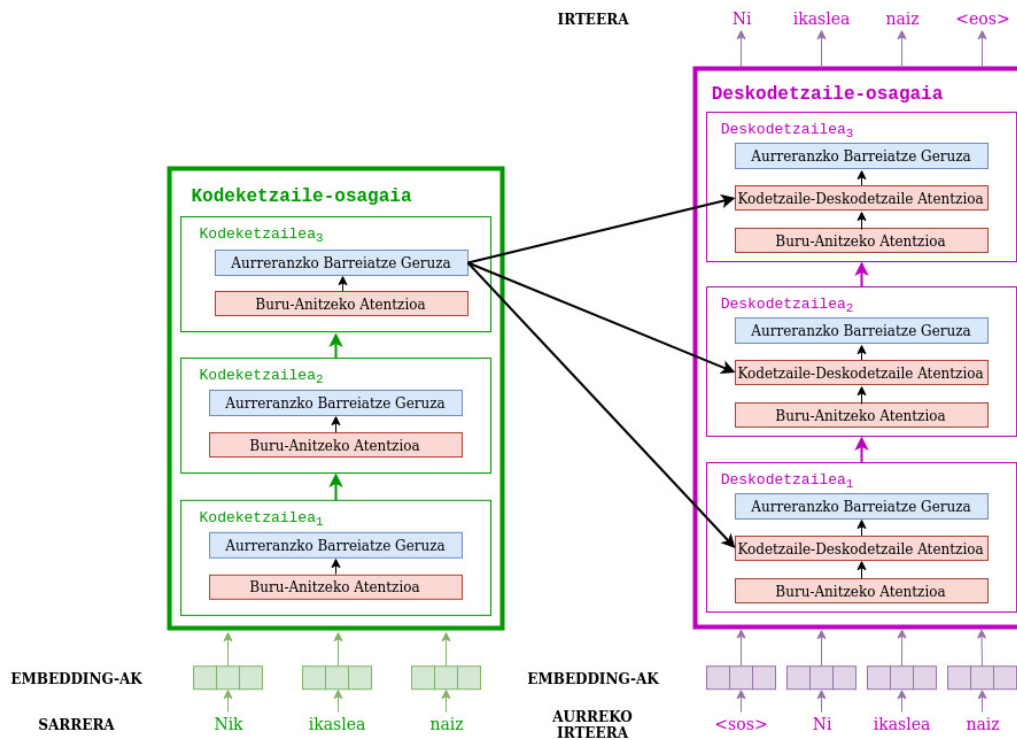 IRTEERA
Ni ikaslea naiz <eos>
Kodeketzaile-osagaia
Kodeketzailea₃
Aurreranzko Barreiatze Geruza
Buru-Anitzeko Atentzioa
Kodeketzailea₂
Aurreranzko Barreiatze Geruza
Buru-Anitzeko Atentzioa
Kodeketzailea₁
Aurreranzko Barreiatze Geruza
Buru-Anitzeko Atentzioa
EMBEDDING-AK
SARRERA
Nik ikaslea naiz
Deskodetzaile-osagaia
Deskodetzailea₃
Aurreranzko Barreiatze Geruza
Kodetzaile-Deskodetzaile Atentzioa
Buru-Anitzeko Atentzioa
Deskodetzailea₂
Aurreranzko Barreiatze Geruza
Kodetzaile-Deskodetzaile Atentzioa
Buru-Anitzeko Atentzioa
Deskodetzailea₁
Aurreranzko Barreiatze Geruza
Kodetzaile-Deskodetzaile Atentzioa
Buru-Anitzeko Atentzioa
EMBEDDING-AK
AURREKO
IRTEERA
<sos> Ni ikaslea naiz